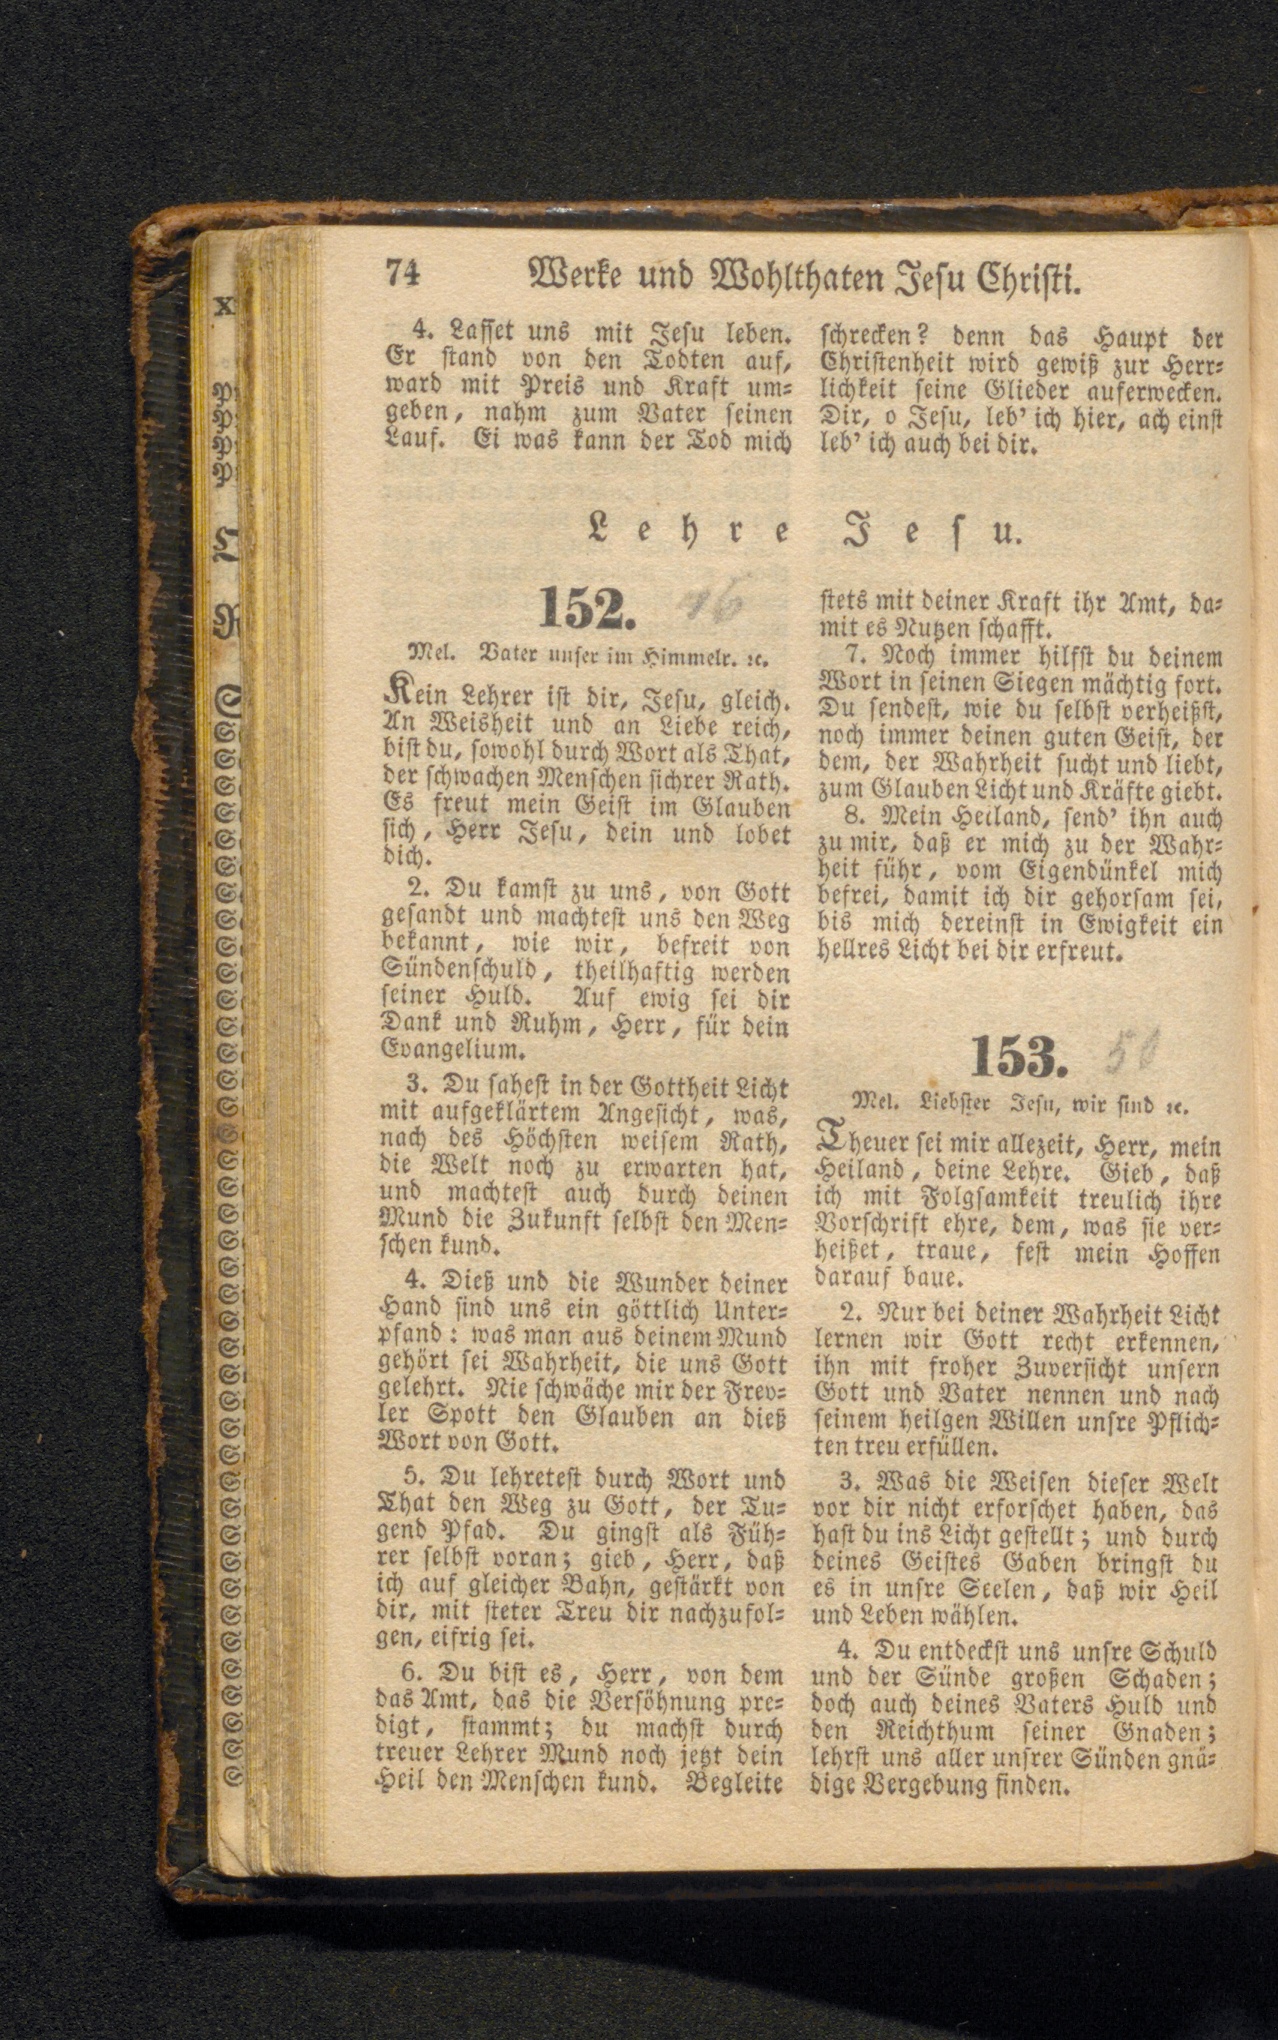 74 Werke und Wohlthaten Jesu Christi.
4. Lasset uns mit Jesu leben.
Er stand von den Todten auf,
ward mit Preis und Kraft um-
geben, nahm zum Vater seinen
Lauf. Ei was kann der Tod mich
schrecken? denn das Haupt der
Christenheit wird gewiß zur Herr-
lichkeit seine Glieder auferwecken.
Dir, o Jesu, leb' ich hier, ach einst
leb' ich auch bei dir.
Lehre Jesu.
152. 46
Mel. Vater unser im Himmelr. ꝛc.
Kein Lehrer ist dir, Jesu, gleich.
An Weisheit und an Liebe reich,
bist du, sowohl durch Wort als That,
der schwachen Menschen sichrer Rath.
Es freut mein Geist im Glauben
sich, Herr Jesu, dein und lobet
dich.
2. Du kamst zu uns, von Gott
gesandt und machtest uns den Weg
bekannt, wie wir, befreit von
Sündenschuld, theilhaftig werden
seiner Huld. Auf ewig sei dir
Dank und Ruhm, Herr, für dein
Evangelium.
3. Du sahest in der Gottheit Licht
mit aufgeklärtem Angesicht, was,
nach des Höchsten weisem Rath,
die Welt noch zu erwarten hat,
und machtest auch durch deinen
Mund die Zukunft selbst den Men-
schen kund.
4. Dieß und die Wunder deiner
Hand sind uns ein göttlich Unter-
pfand: was man aus deinem Mund
gehört sei Wahrheit, die uns Gott
gelehrt. Nie schwäche mir der Frev-
ler Spott den Glauben an dieß
Wort von Gott.
5. Du lehretest durch Wort und
That den Weg zu Gott, der Tu-
gend Pfad. Du gingst als Füh-
rer selbst voran; gieb, Herr, daß
ich auf gleicher Bahn, gestärkt von
dir, mit steter Treu dir nachzufol-
gen, eifrig sei.
6. Du bist es, Herr, von dem
das Amt, das die Versöhnung pre-
digt, stammt; du machst durch
treuer Lehrer Mund noch jetzt dein
Heil den Menschen kund. Begleite
stets mit deiner Kraft ihr Amt, da-
mit es Nutzen schafft.
7. Noch immer hilfst du deinem
Wort in seinen Siegen mächtig fort.
Du sendest, wie du selbst verheißst,
noch immer deinen guten Geist, der
dem, der Wahrheit sucht und liebt,
zum Glauben Licht und Kräfte giebt.
8. Mein Heiland, send' ihn auch
zu mir, daß er mich zu der Wahr-
heit führ, vom Eigendünkel mich
befrei, damit ich dir gehorsam sei,
bis mich dereinst in Ewigkeit ein
hellres Licht bei dir erfreut.
153. 50
Mel. Liebster Jesu, wir sind ꝛc.
Theuer sei mir allezeit, Herr, mein
Heiland, deine Lehre. Gieb, daß
ich mit Folgsamkeit treulich ihre
Vorschrift ehre, dem, was sie ver-
heißet, traue, fest mein Hoffen
darauf baue.
2. Nur bei deiner Wahrheit Licht
lernen wir Gott recht erkennen,
ihn mit froher Zuversicht unsern
Gott und Vater nennen und nach
seinem heilgen Willen unsre Pflich-
ten treu erfüllen.
3. Was die Weisen dieser Welt
vor dir nicht erforschet haben, das
hast du ins Licht gestellt; und durch
deines Geistes Gaben bringst du
es in unsre Seelen, daß wir Heil
und Leben wählen.
4. Du entdeckst uns unsre Schuld
und der Sünde großen Schaden;
doch auch deines Vaters Huld und
den Reichthum seiner Gnaden;
lehrst uns aller unsrer Sünden gnä-
dige Vergebung finden.